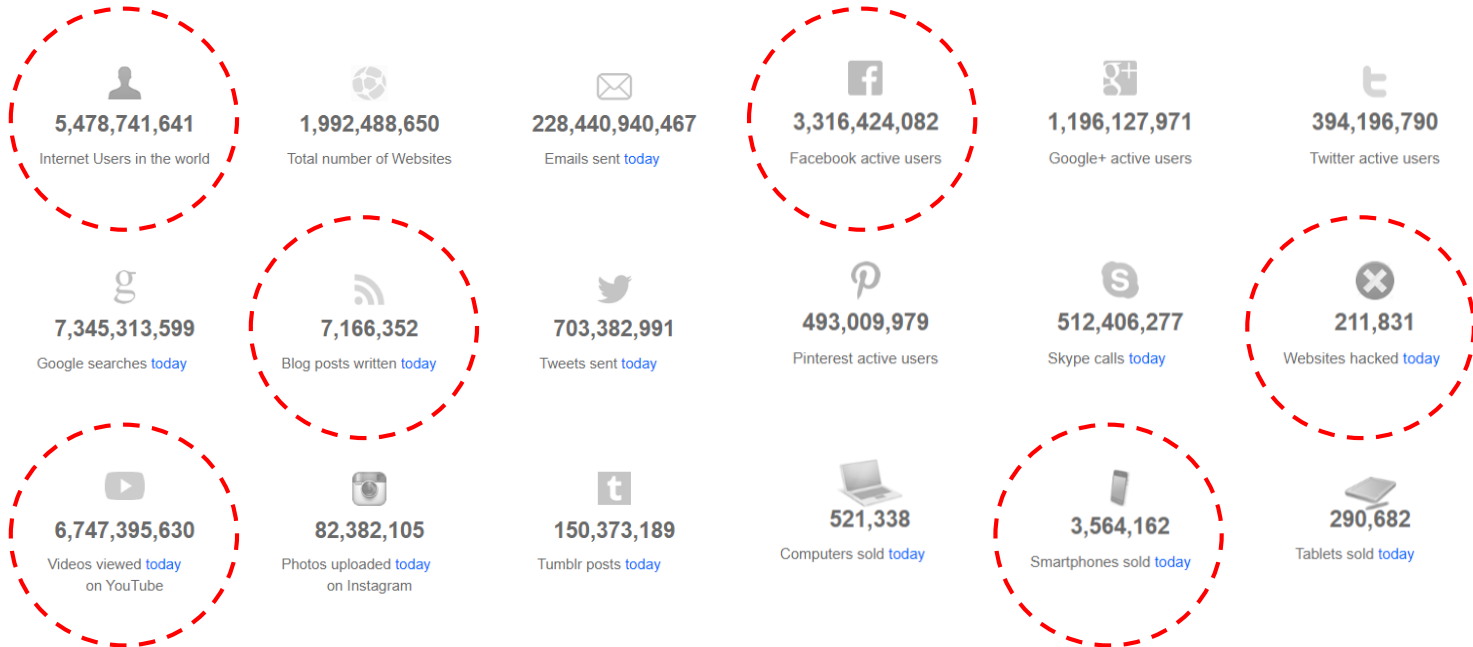 5,478,741,641
Internet Users in the world
1,992,488,650
Total number of Websites
228,440,940,467
Emails sent today
f
3,316,424,082
Facebook active users
g+
1,196,127,971
Google+ active users
t
394,196,790
Twitter active users
g
7,345,313,599
Google searches today
7,166,352
Blog posts written today
703,382,991
Tweets sent today
493,009,979
Pinterest active users
S
512,406,277
Skype calls today
211,831
Websites hacked today
6,747,395,630
Videos viewed today
on YouTube
82,382,105
Photos uploaded today
on Instagram
t
150,373,189
Tumblr posts today
521,338
Computers sold today
3,564,162
Smartphones sold today
290,682
Tablets sold today